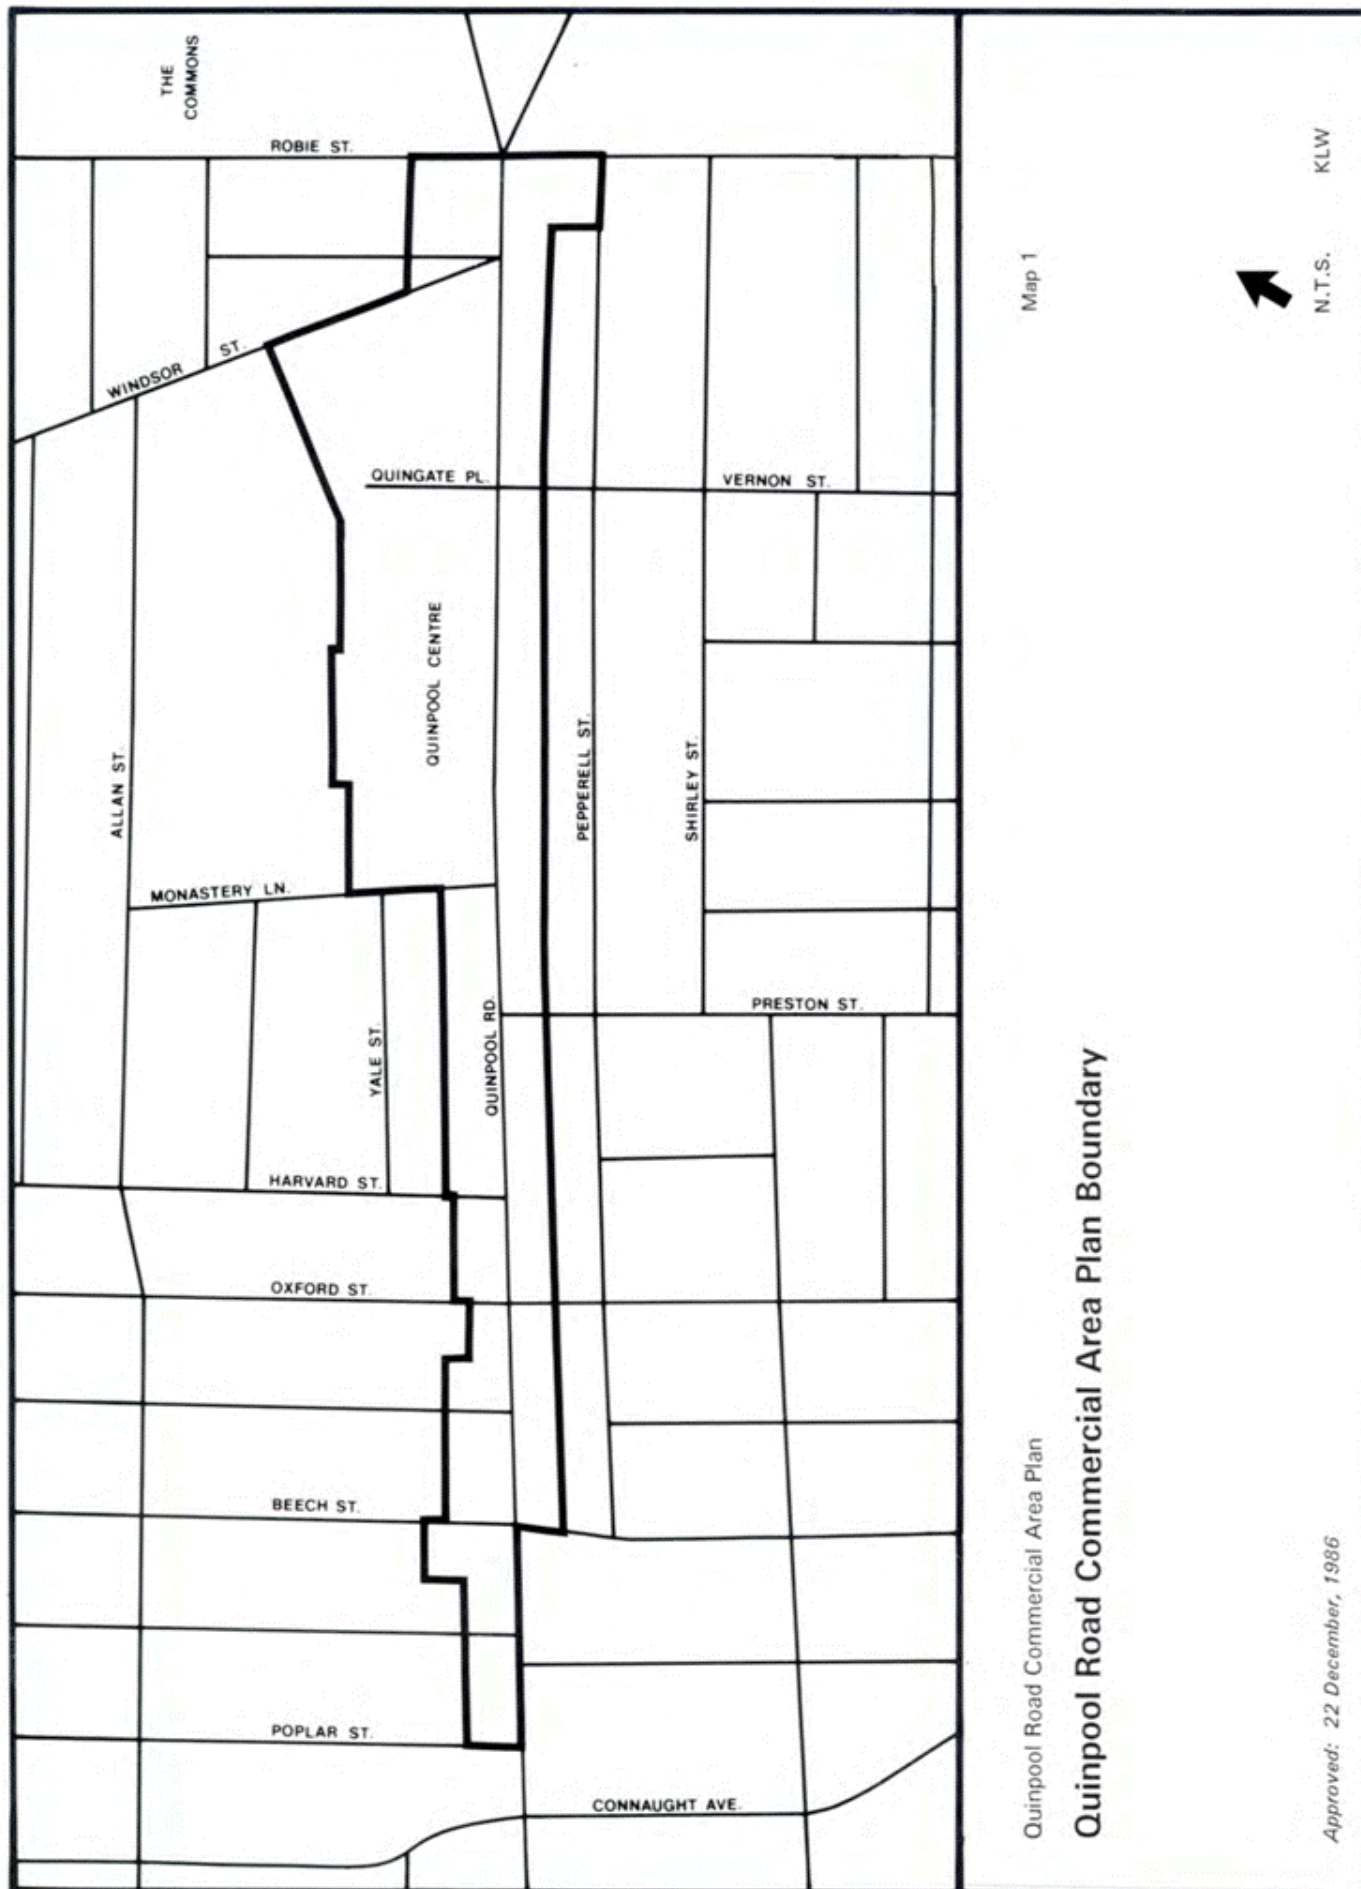 THE
COMMONS
ROBIE ST.
WINDSOR ST.
QUINGATE PL.
VERNON ST.
QUINPOOL CENTRE
ALLAN ST.
PEPPERELL ST.
SHIRLEY ST.
MONASTERY LN.
YALE ST.
QUINPOOL RD.
PRESTON ST.
HARVARD ST.
OXFORD ST.
BEECH ST.
POPLAR ST.
CONNAUGHT AVE.
Quinpool Road Commercial Area Plan
Map 1
Quinpool Road Commercial Area Plan Boundary
Approved: 22 December, 1986
N.T.S.
KLW